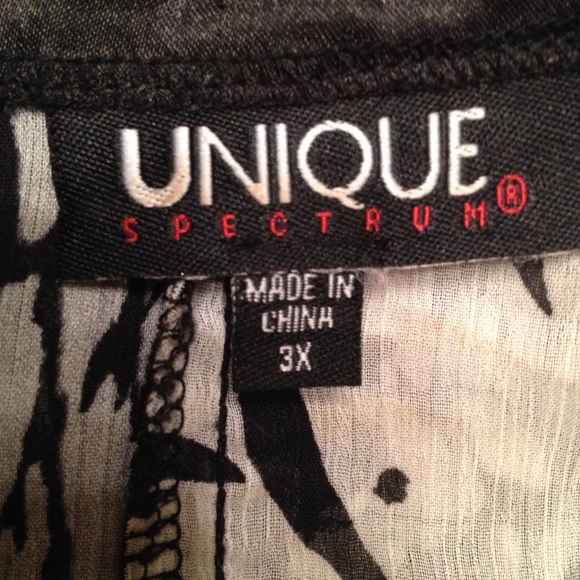 UNIQUE
SPECTRUM®
MADE IN
CHINA
3X